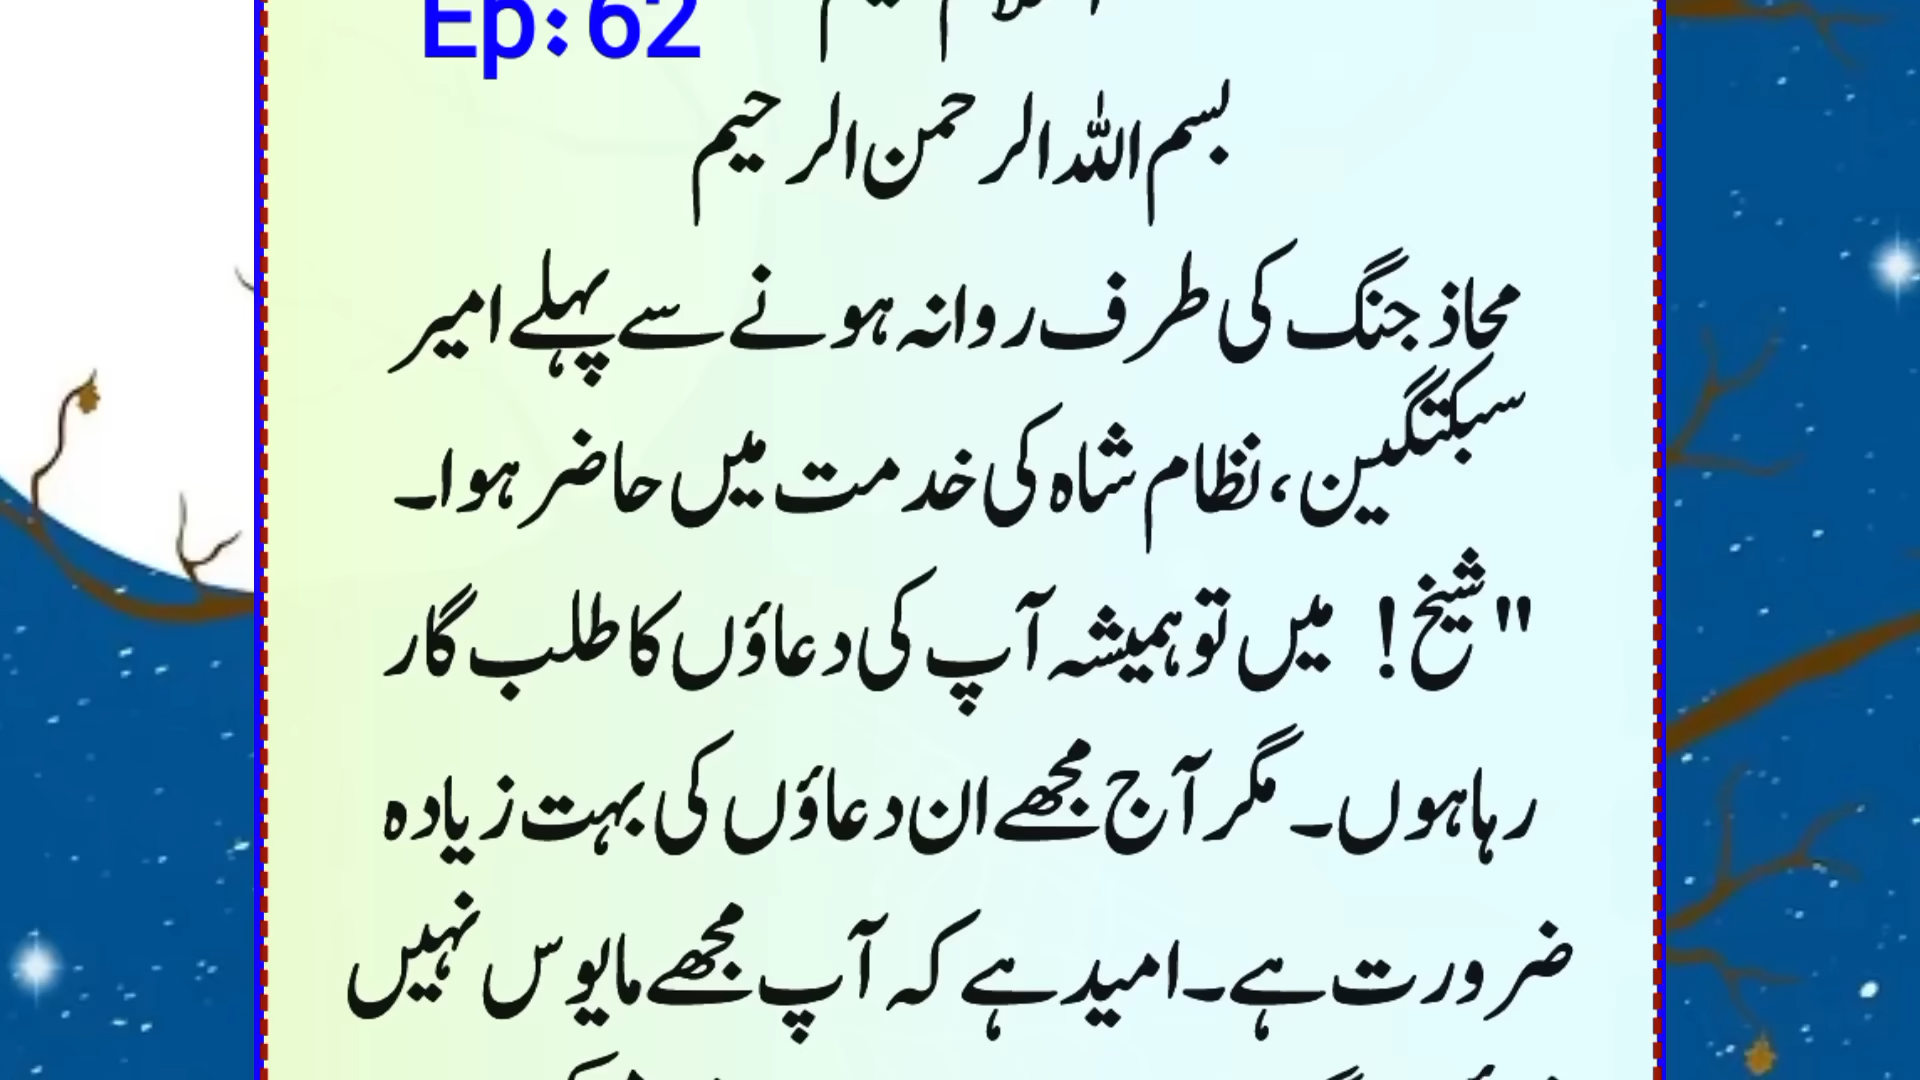 Ep:62
بسم اللہ الرحمن الرحیم
محاذ جنگ کی طرف روانہ ہونے سے پہلے امیر
سبکتگین، نظام شاہ کی خدمت میں حاضر ہوا۔
"شیخ! میں تو ہمیشہ آپ کی دعاؤں کا طلب گار
رہا ہوں۔ مگر آج مجھے ان دعاؤں کی بہت زیادہ
ضرورت ہے۔ امید ہے کہ آپ مجھے مایوس نہیں